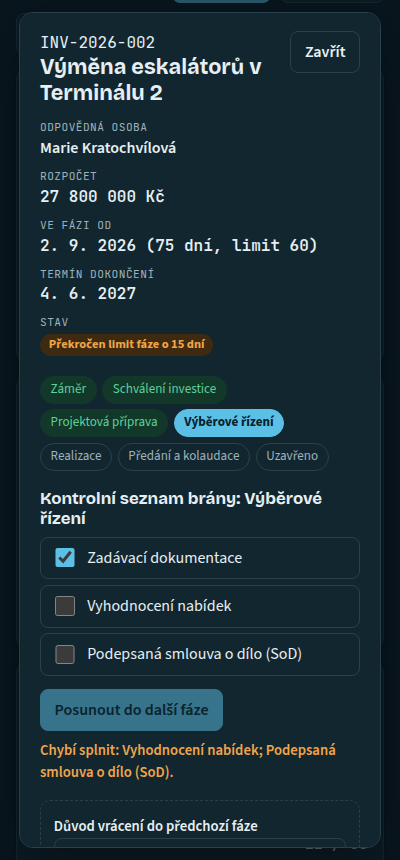 INV-2026-002
Zavřít
Výměna eskalátorů v
Terminálu 2
ODPOVĚDNÁ OSOBA
Marie Kratochvílová
ROZPOČET
27 800 000 Kč
VE FÁZI OD
2. 9. 2026 (75 dní, limit 60)
TERMÍN DOKONČENÍ
4. 6. 2027
STAV
Překročen limit fáze o 15 dní
Záměr
Schválení investice
Projektová příprava
Výběrové řízení
Realizace
Předání a kolaudace
Uzavřeno
Kontrolní seznam brány: Výběrové
řízení
Zadávací dokumentace
Vyhodnocení nabídek
Podepsaná smlouva o dílo (SoD)
Posunout do další fáze
Chybí splnit: Vyhodnocení nabídek; Podepsaná
smlouva o dílo (SoD).
Důvod vrácení do předchozí fáze